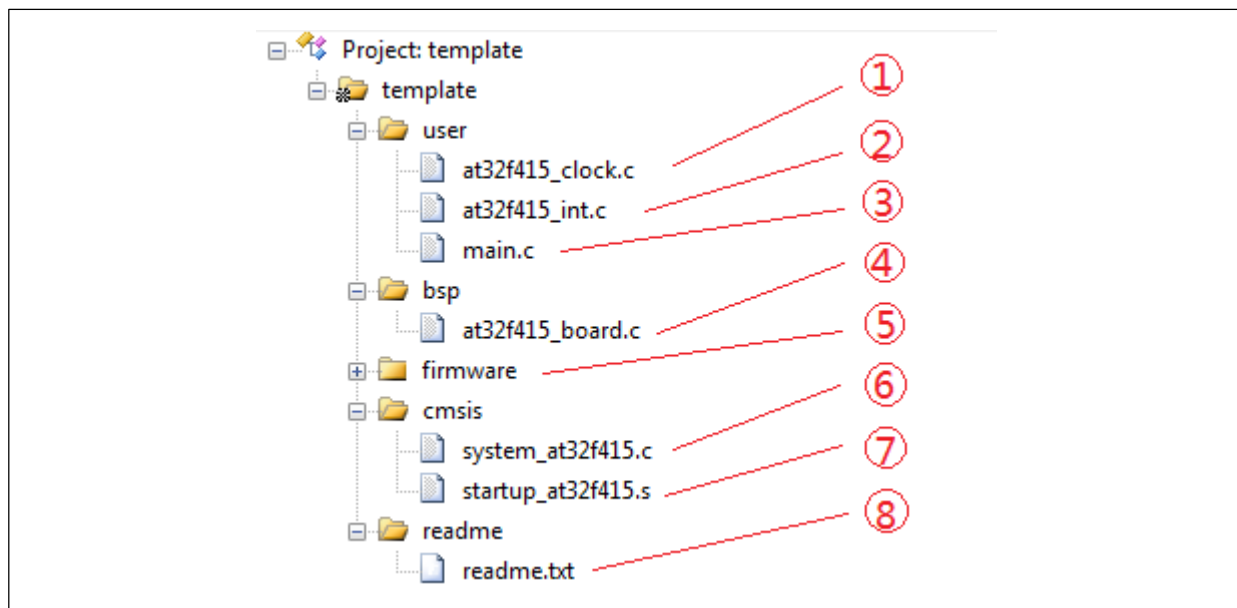 Project: template
template
user
at32f415_clock.c ①
at32f415_int.c ②
main.c ③
bsp
at32f415_board.c ④
firmware ⑤
cmsis
system_at32f415.c ⑥
startup_at32f415.s ⑦
readme
readme.txt ⑧